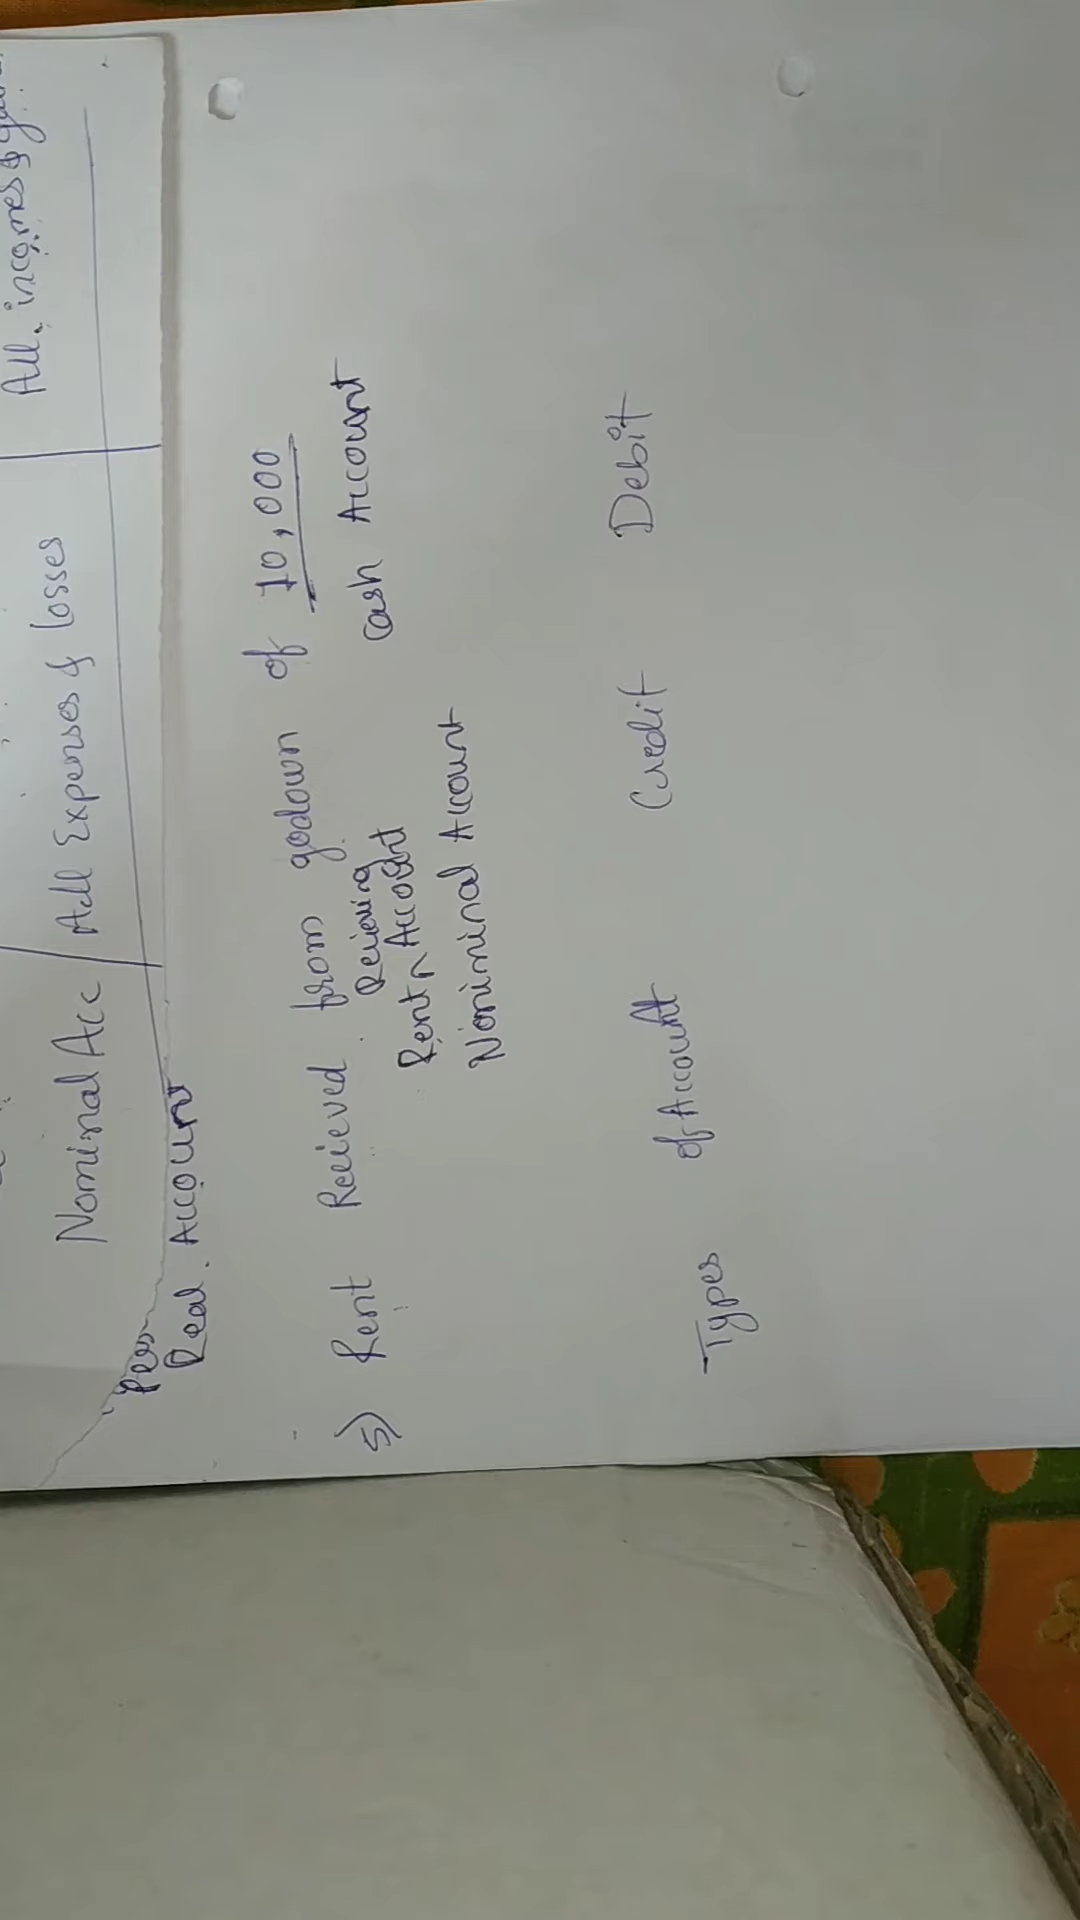 All incomes &
Nominal Acc All Expenses & losses
Real Account
5) Rent Recieved from godown of 10,000
Recieving
Rent ^ Account
Cash Account
Nominal Account
Types of Account Credit Debit